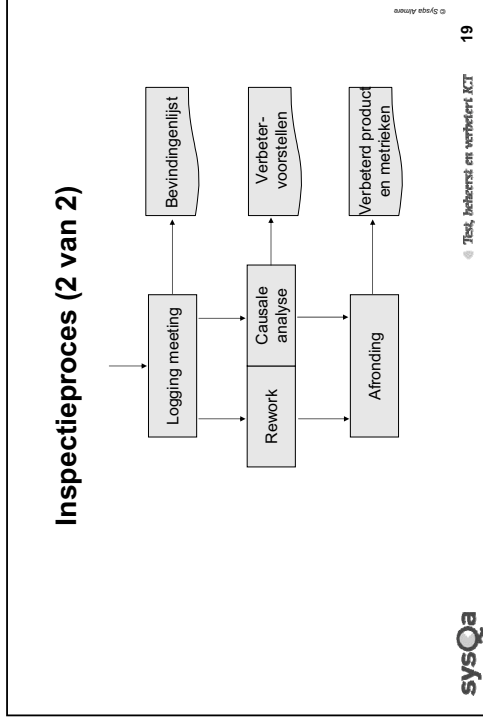 Inspectieproces (2 van 2)
Logging meeting
Bevindingenlijst
Rework
Causale
analyse
Verbeter-
voorstellen
Afronding
Verbeterd product
en metrieken
sysQa
Test, beheerst en verbetert ICT
19
© Sysqa Almere